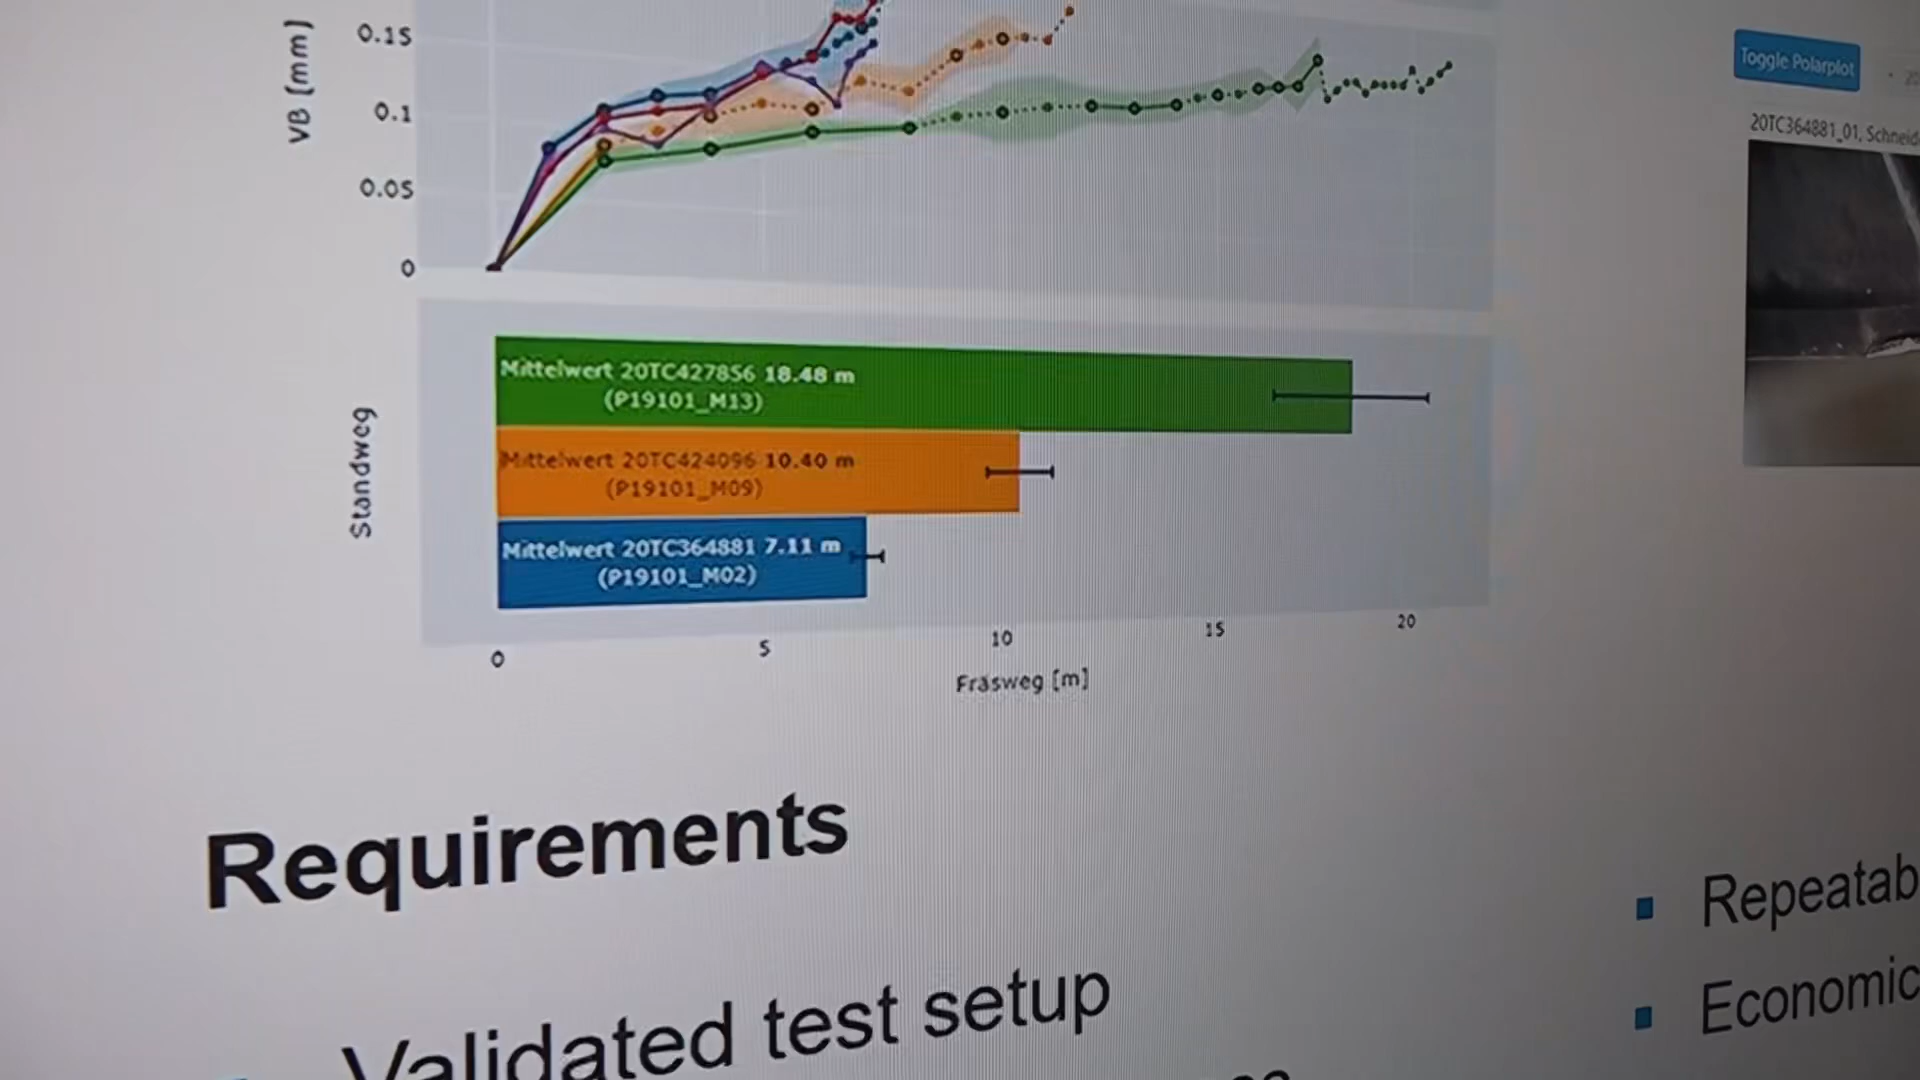 VB [mm]
0.15
0.1
0.05
0
Toggle Polarplot
20TC364881_01, Schneid
Standweg
Mittelwert 20TC427856 18.48 m
(P19101_M13)
Mittelwert 20TC424096 10.40 m
(P19101_M09)
Mittelwert 20TC364881 7.11 m
(P19101_M02)
0
5
10
15
20
Fräsweg [m]
Requirements
Validated test setup
Repeatab
Economic